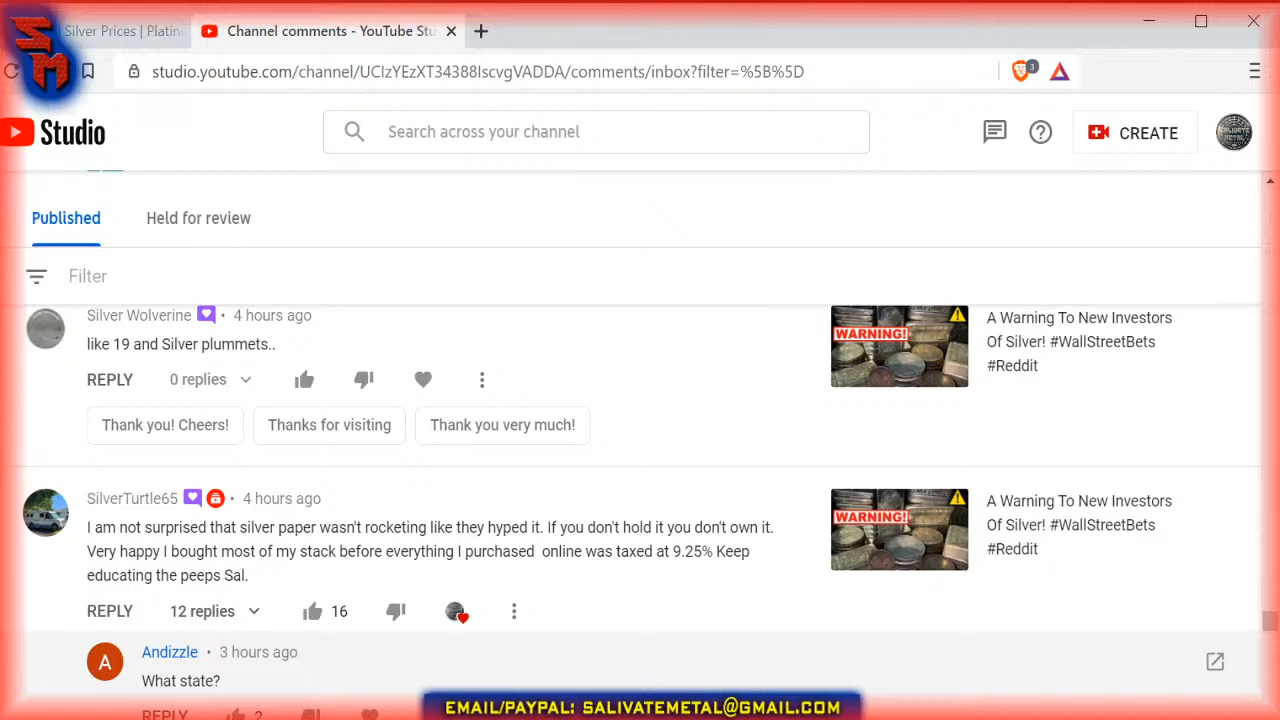 Silver Prices | Platin
Channel comments - YouTube Stu
studio.youtube.com/channel/
/comments/inbox?filter=%5B%5D
3
SM
Studio
Search across your channel
CREATE
Published
Held for review
Filter
Silver Wolverine • 4 hours ago
like 19 and Silver plummets..
REPLY 0 replies
Thank you! Cheers! Thanks for visiting Thank you very much!
WARNING!
A Warning To New Investors
Of Silver! #WallStreetBets
#Reddit
SilverTurtle65 • 4 hours ago
I am not
that silver paper wasn't rocketing like they hyped it. If you don't hold it you don't own it.
Very happy I bought most of my stack before everything I purchased online was taxed at 9.25% Keep
educating the peeps Sal.
REPLY 12 replies 16
WARNING!
A Warning To New Investors
Of Silver! #WallStreetBets
#Reddit
A
Andizzle • 3 hours ago
What state?
REPLY 2
EMAIL/PAYPAL: SALIVATEMETAL@GMAIL.COM